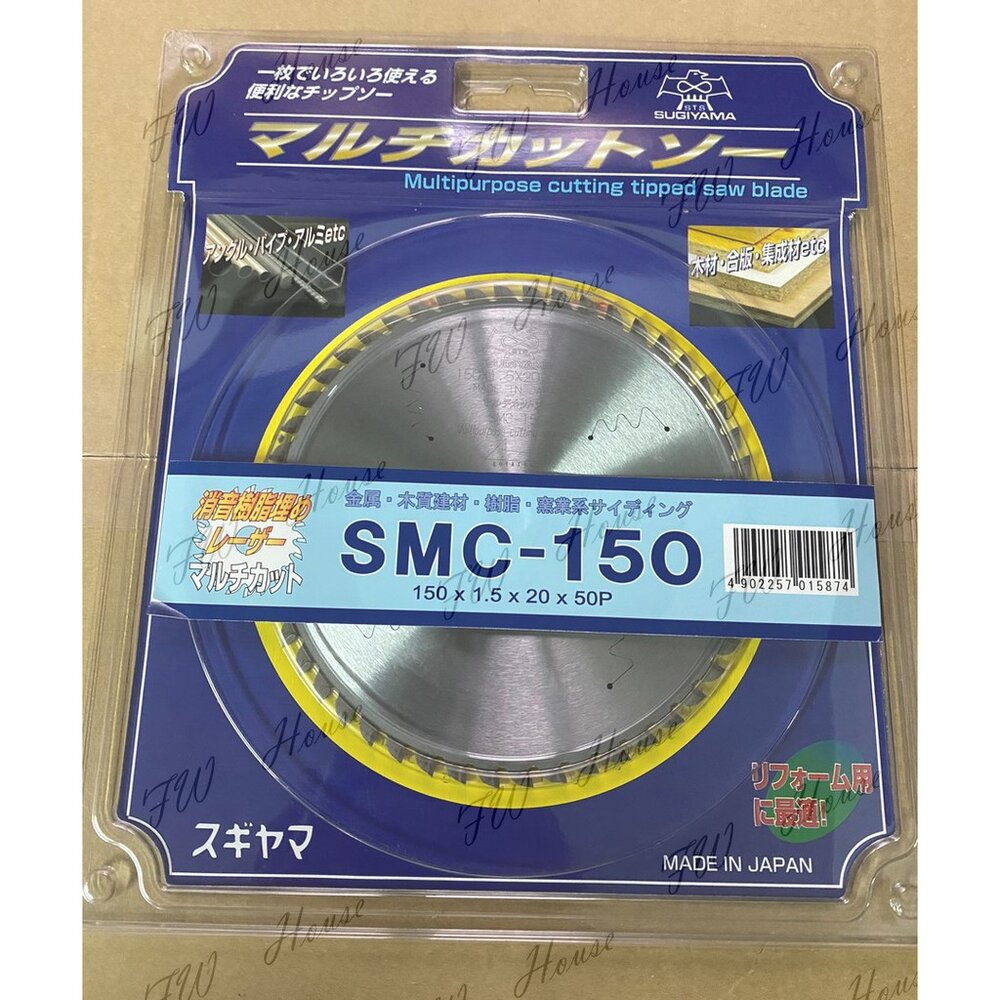 一枚でいろいろ使える
便利なチップソー
STS
SUGIYAMA
マルチカットソー
Multipurpose cutting tipped saw blade
アングル・パイプ・アルミetc
木材・合版・集成材etc
消音樹脂埋め
レーザー
マルチカット
金属・木質建材・樹脂・窯業系サイディング
SMC-150
150 x 1.5 x 20 x 50P
4 902257 015874
リフォーム用
に最適!
スギヤマ
MADE IN JAPAN
FW House